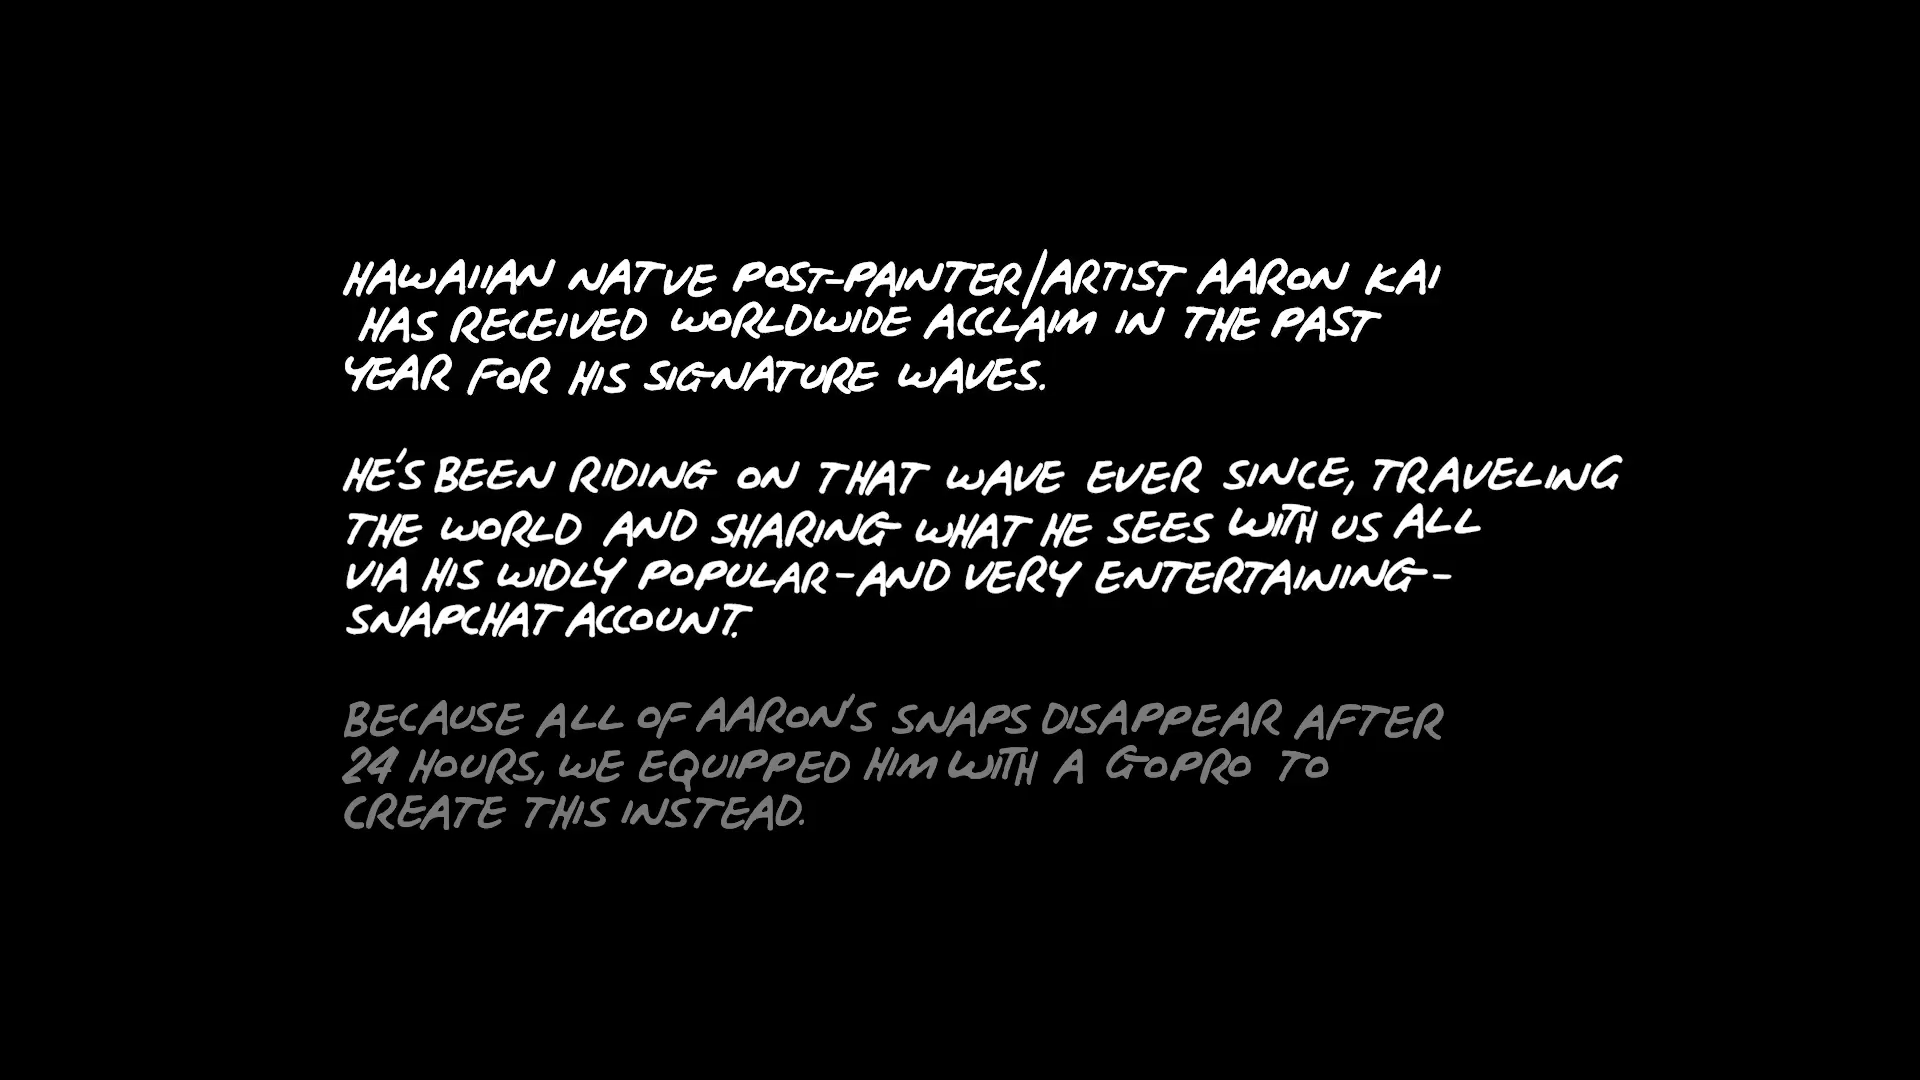 HAWAIIAN NATVE POST-PAINTER/ARTIST AARON KAI
HAS RECEIVED WORLDWIDE ACCLAIM IN THE PAST
YEAR FOR HIS SIGNATURE WAVES.
HE'S BEEN RIDING ON THAT WAVE EVER SINCE, TRAVELING
THE WORLD AND SHARING WHAT HE SEES WITH US ALL
VIA HIS WIDLY POPULAR-AND VERY ENTERTAINING-
SNAPCHAT ACCOUNT.
BECAUSE ALL OF AARON'S SNAPS DISAPPEAR AFTER
24 HOURS, WE EQUIPPED HIM WITH A GOPRO TO
CREATE THIS INSTEAD.